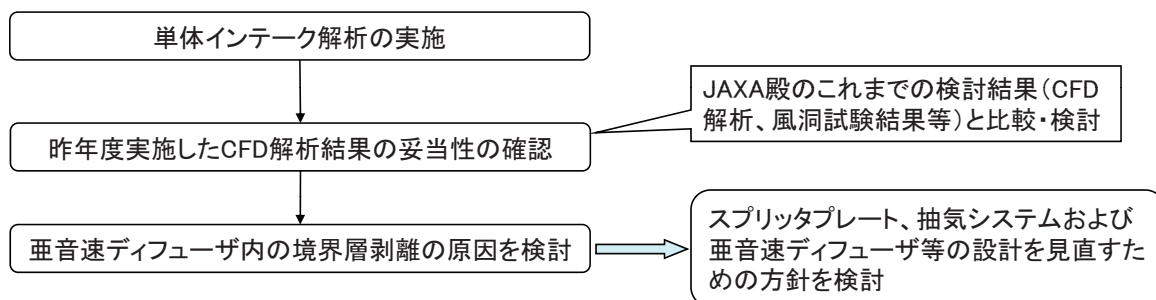 単体インテーク解析の実施
JAXA殿のこれまでの検討結果（CFD
解析、風洞試験結果等）と比較・検討
昨年度実施したCFD解析結果の妥当性の確認
亜音速ディフューザ内の境界層剥離の原因を検討
スプリッタプレート、抽気システムおよび
亜音速ディフューザ等の設計を見直すた
めの方針を検討